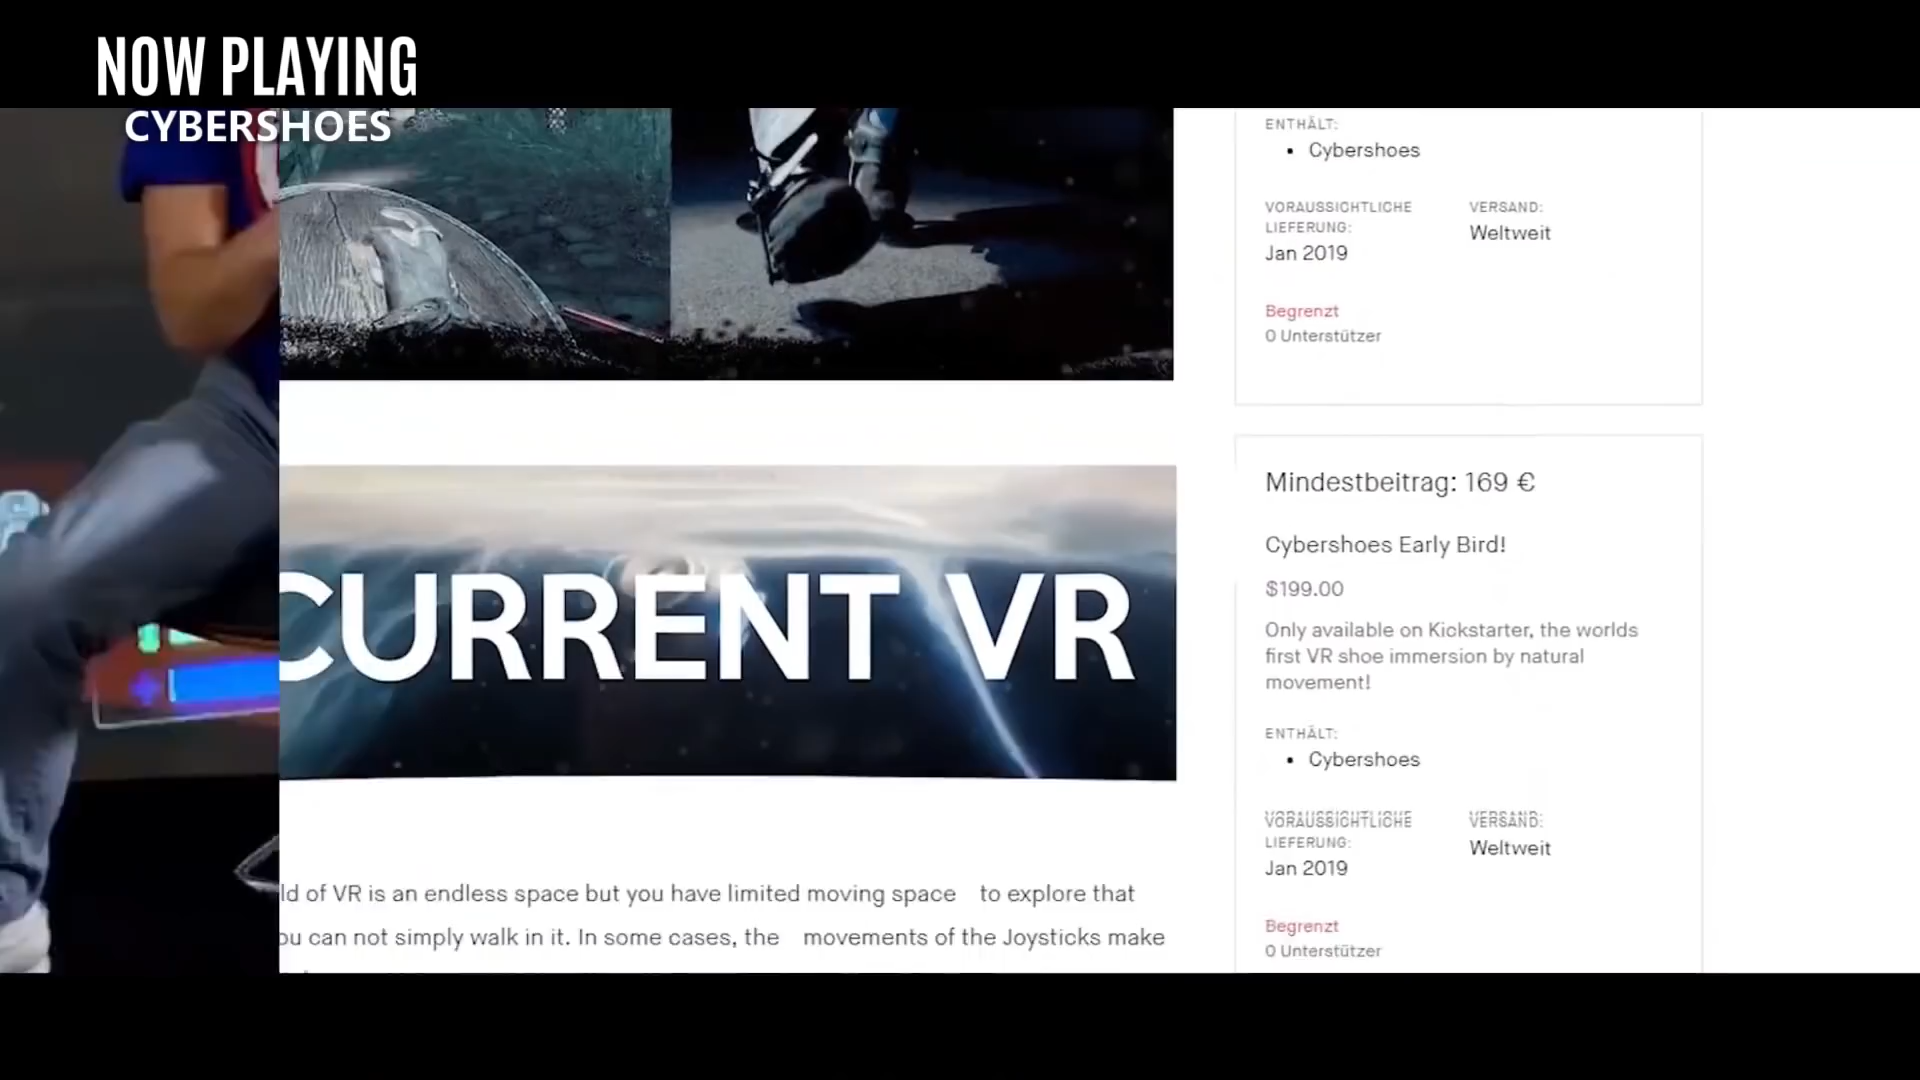 NOW PLAYING
CYBERSHOES
ENTHÄLT:
• Cybershoes
VORAUSSICHTLICHE
LIEFERUNG:
Jan 2019
VERSAND:
Weltweit
Begrenzt
0 Unterstützer
CURRENT VR
Mindestbeitrag: 169 €
Cybershoes Early Bird!
$199.00
Only available on Kickstarter, the worlds
first VR shoe immersion by natural
movement!
ENTHÄLT:
• Cybershoes
VORAUSSICHTLICHE
LIEFERUNG:
Jan 2019
VERSAND:
Weltweit
Begrenzt
0 Unterstützer
ld of VR is an endless space but you have limited moving space to explore that
ou can not simply walk in it. In some cases, the movements of the Joysticks make